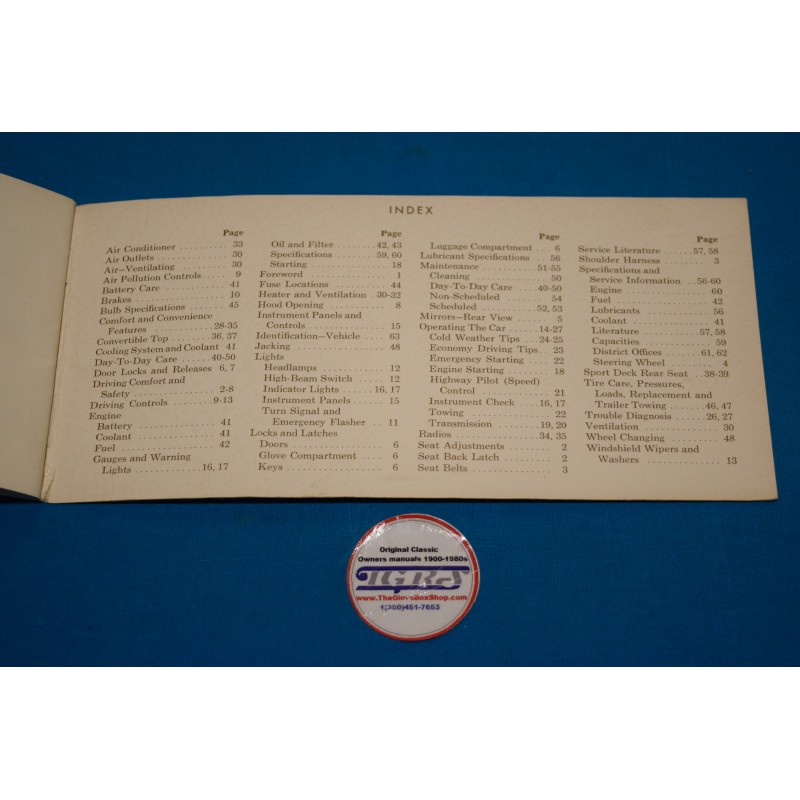 INDEX
Page
Air Conditioner ............ 33
Air Outlets ................ 30
Air—Ventilating ............ 30
Air Pollution Controls ..... 9
Battery Care ............... 41
Brakes ..................... 10
Bulb Specifications ........ 45
Comfort and Convenience
Features ............ 28-35
Convertible Top ......... 36, 37
Cooling System and Coolant 41
Day-To-Day Care ........ 40-50
Door Locks and Releases 6, 7
Driving Comfort and
Safety ................ 2-8
Driving Controls ........ 9-13
Engine
Battery ................ 41
Coolant ................ 41
Fuel ................... 42
Gauges and Warning
Lights .............. 16, 17
Page
Oil and Filter ....... 42, 43
Specifications ....... 59, 60
Starting ............... 18
Foreword ................... 1
Fuse Locations ............. 44
Heater and Ventilation 30-32
Hood Opening ............... 8
Instrument Panels and
Controls ............... 15
Identification—Vehicle ..... 63
Jacking .................... 48
Lights
Headlamps .............. 12
High-Beam Switch ....... 12
Indicator Lights .... 16, 17
Instrument Panels ...... 15
Turn Signal and
Emergency Flasher .. 11
Locks and Latches
Doors .................. 6
Glove Compartment .... 6
Keys ................... 6
Page
Luggage Compartment .. 6
Lubricant Specifications .. 56
Maintenance ............ 51-55
Cleaning ............... 50
Day-To-Day Care .... 40-50
Non-Scheduled .......... 54
Scheduled ........... 52, 53
Mirrors—Rear View ......... 5
Operating The Car ...... 14-27
Cold Weather Tips ... 24-25
Economy Driving Tips.. 23
Emergency Starting ..... 22
Engine Starting ........ 18
Highway Pilot (Speed)
Control ............. 21
Instrument Check .... 16, 17
Towing ................. 22
Transmission ........ 19, 20
Radios .................. 34, 35
Seat Adjustments ........... 2
Seat Back Latch ............ 2
Seat Belts ................. 3
Page
Service Literature ...... 57, 58
Shoulder Harness ........... 3
Specifications and
Service Information ..56-60
Engine ................. 60
Fuel ................... 42
Lubricants ............. 56
Coolant ................ 41
Literature .......... 57, 58
Capacities ............. 59
District Offices .... 61, 62
Steering Wheel ......... 4
Sport Deck Rear Seat .. 38-39
Tire Care, Pressures,
Loads, Replacement and
Trailer Towing ...... 46, 47
Trouble Diagnosis ....... 26, 27
Ventilation ................ 30
Wheel Changing ............. 48
Windshield Wipers and
Washers ................ 13
Original Classic
Owners manuals 1900-1980s
TGBS
www.TheGloveBoxShop.com
1(360)451-7653